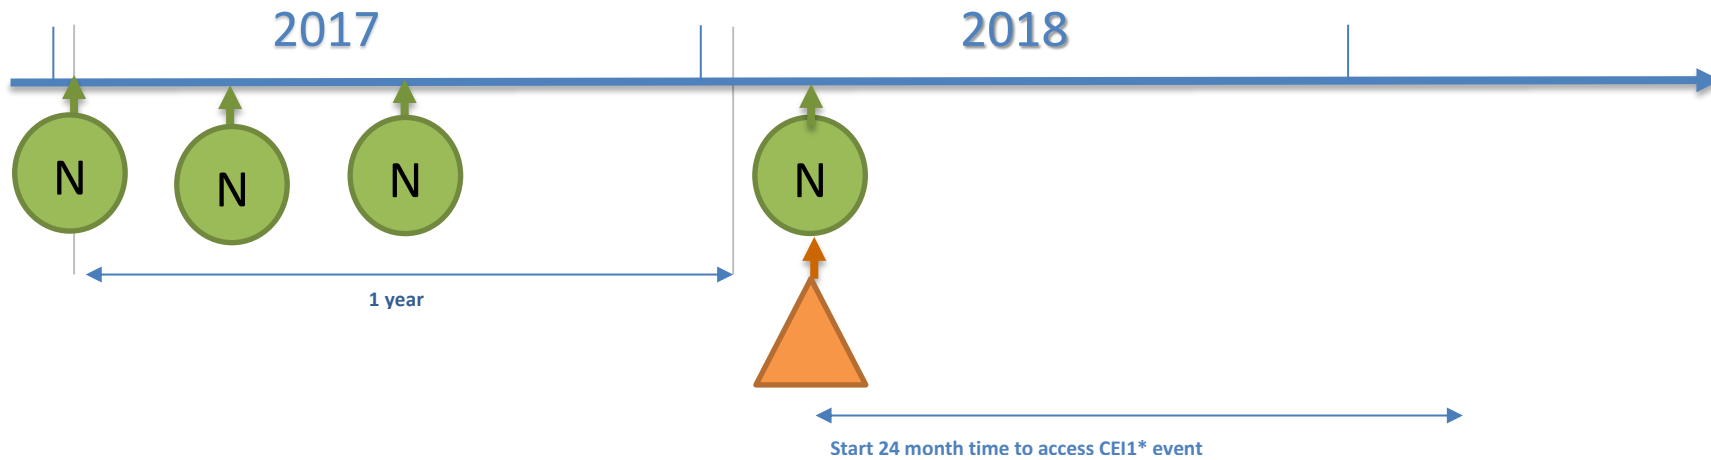 2017
2018
N
N
N
N
1 year
Start 24 month time to access CEI1* event